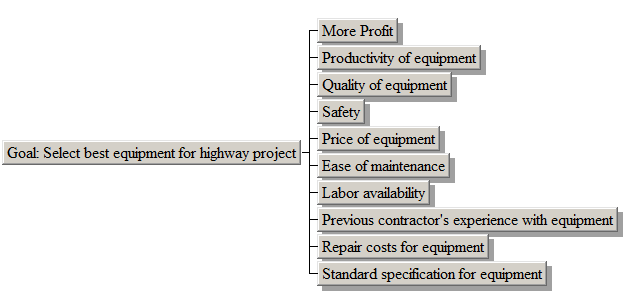 More Profit
Productivity of equipment
Quality of equipment
Safety
Price of equipment
Goal: Select best equipment for highway project
Ease of maintenance
Labor availability
Previous contractor's experience with equipment
Repair costs for equipment
Standard specification for equipment